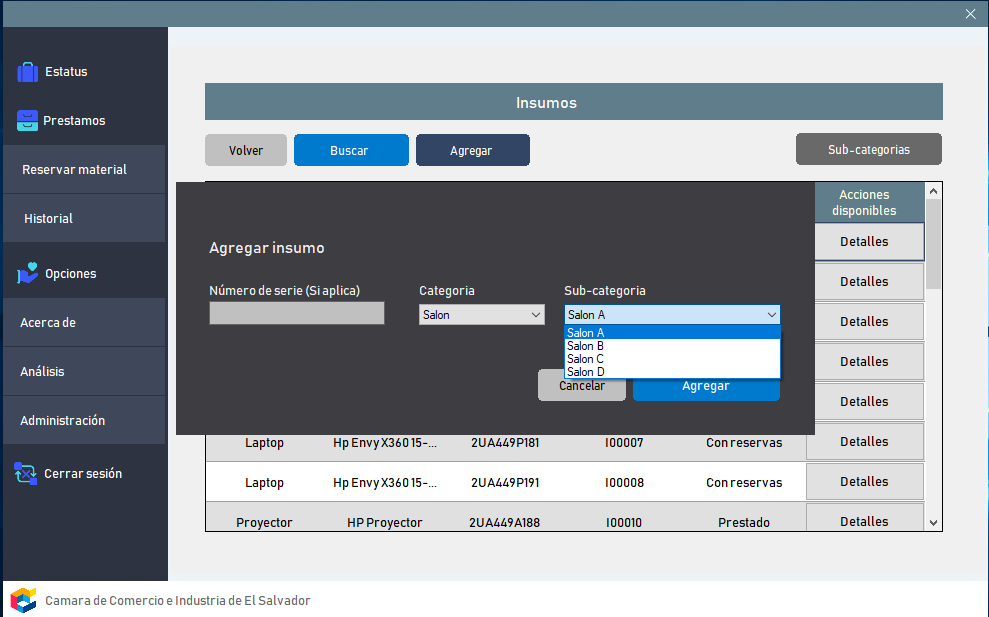 Estatus
Prestamos
Reservar material
Historial
Opciones
Acerca de
Análisis
Administración
Cerrar sesión
Insumos
Volver
Buscar
Agregar
Sub-categorias
Acciones
disponibles
Detalles
Detalles
Detalles
Detalles
Detalles
Agregar insumo
Número de serie (Si aplica)
Categoria
Sub-categoria
Salon
Salon A
Salon A
Salon B
Salon C
Salon D
Cancelar
Agregar
Laptop Hp Envy X360 15-... 2UA449P181 I00007 Con reservas Detalles
Laptop Hp Envy X360 15-... 2UA449P191 I00008 Con reservas Detalles
Proyector HP Proyector 2UA449A188 I00010 Prestado Detalles
Camara de Comercio e Industria de El Salvador